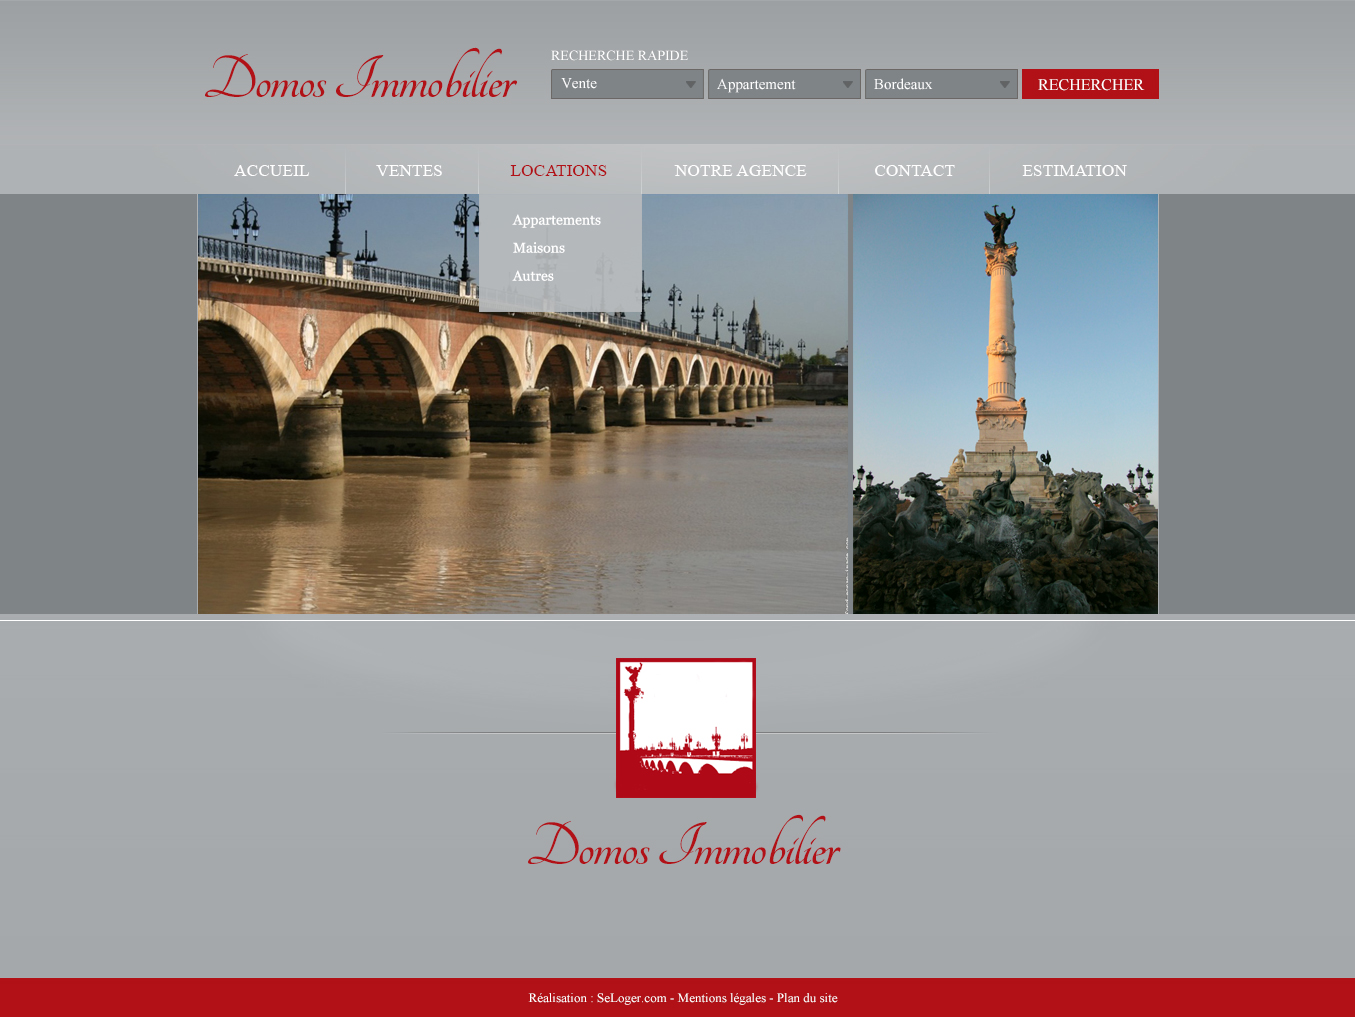 Domos Immobilier
RECHERCHE RAPIDE
Vente
Appartement
Bordeaux
RECHERCHER
ACCUEIL
VENTES
LOCATIONS
NOTRE AGENCE
CONTACT
ESTIMATION
Appartements
Maisons
Autres
Domos Immobilier
Réalisation : SeLoger.com - Mentions légales - Plan du site